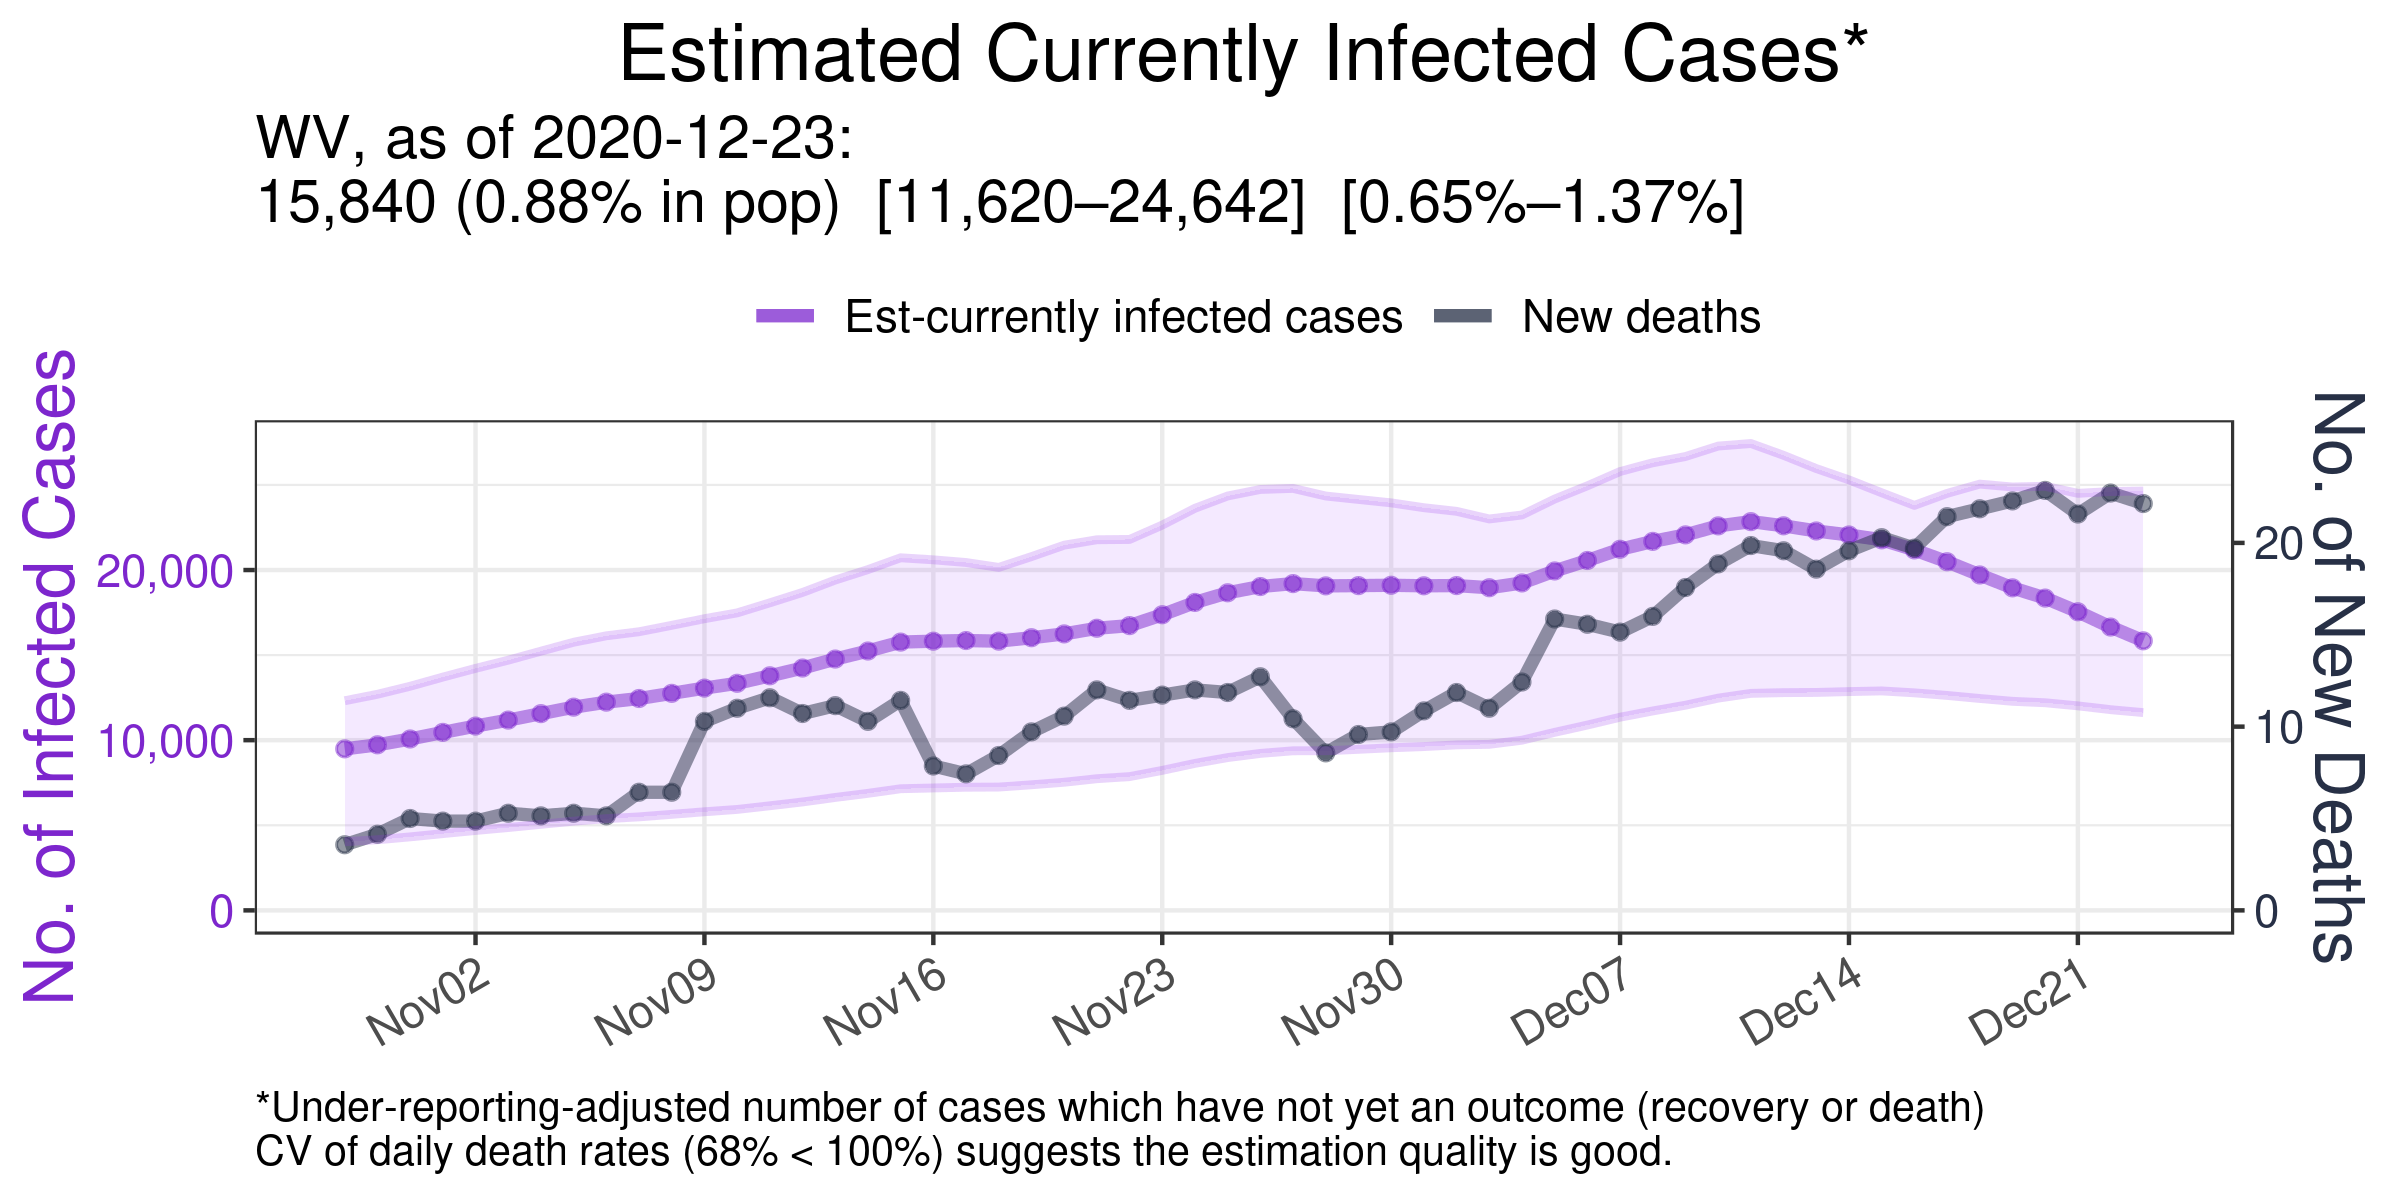 Estimated Currently Infected Cases*
WV, as of 2020-12-23:
15,840 (0.88% in pop)  [11,620–24,642]  [0.65%–1.37%]
Est-currently infected cases
New deaths
No. of Infected Cases
20,000
10,000
0
20
10
0
No. of New Deaths
Nov02
Nov09
Nov16
Nov23
Nov30
Dec07
Dec14
Dec21
*Under-reporting-adjusted number of cases which have not yet an outcome (recovery or death)
CV of daily death rates (68% < 100%) suggests the estimation quality is good.